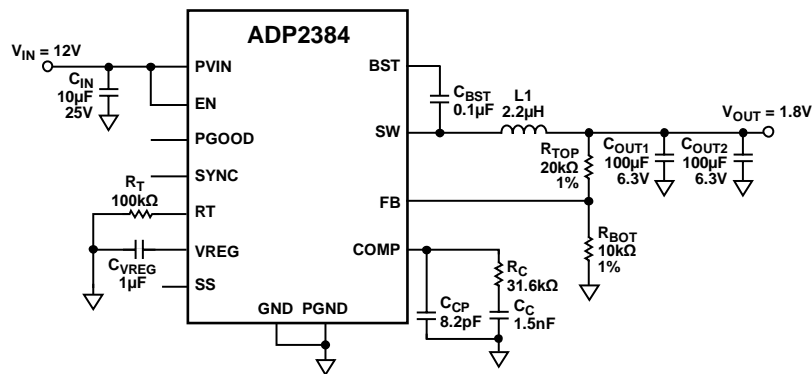 ADP2384
V_IN = 12V
C_IN
10µF
25V
PVIN
EN
PGOOD
SYNC
R_T
100kΩ
RT
VREG
C_VREG
1µF
SS
GND PGND
BST
C_BST
0.1µF
SW
L1
2.2µH
V_OUT = 1.8V
R_TOP
20kΩ
1%
C_OUT1
100µF
6.3V
C_OUT2
100µF
6.3V
FB
R_BOT
10kΩ
1%
COMP
R_C
31.6kΩ
C_CP
8.2pF
C_C
1.5nF